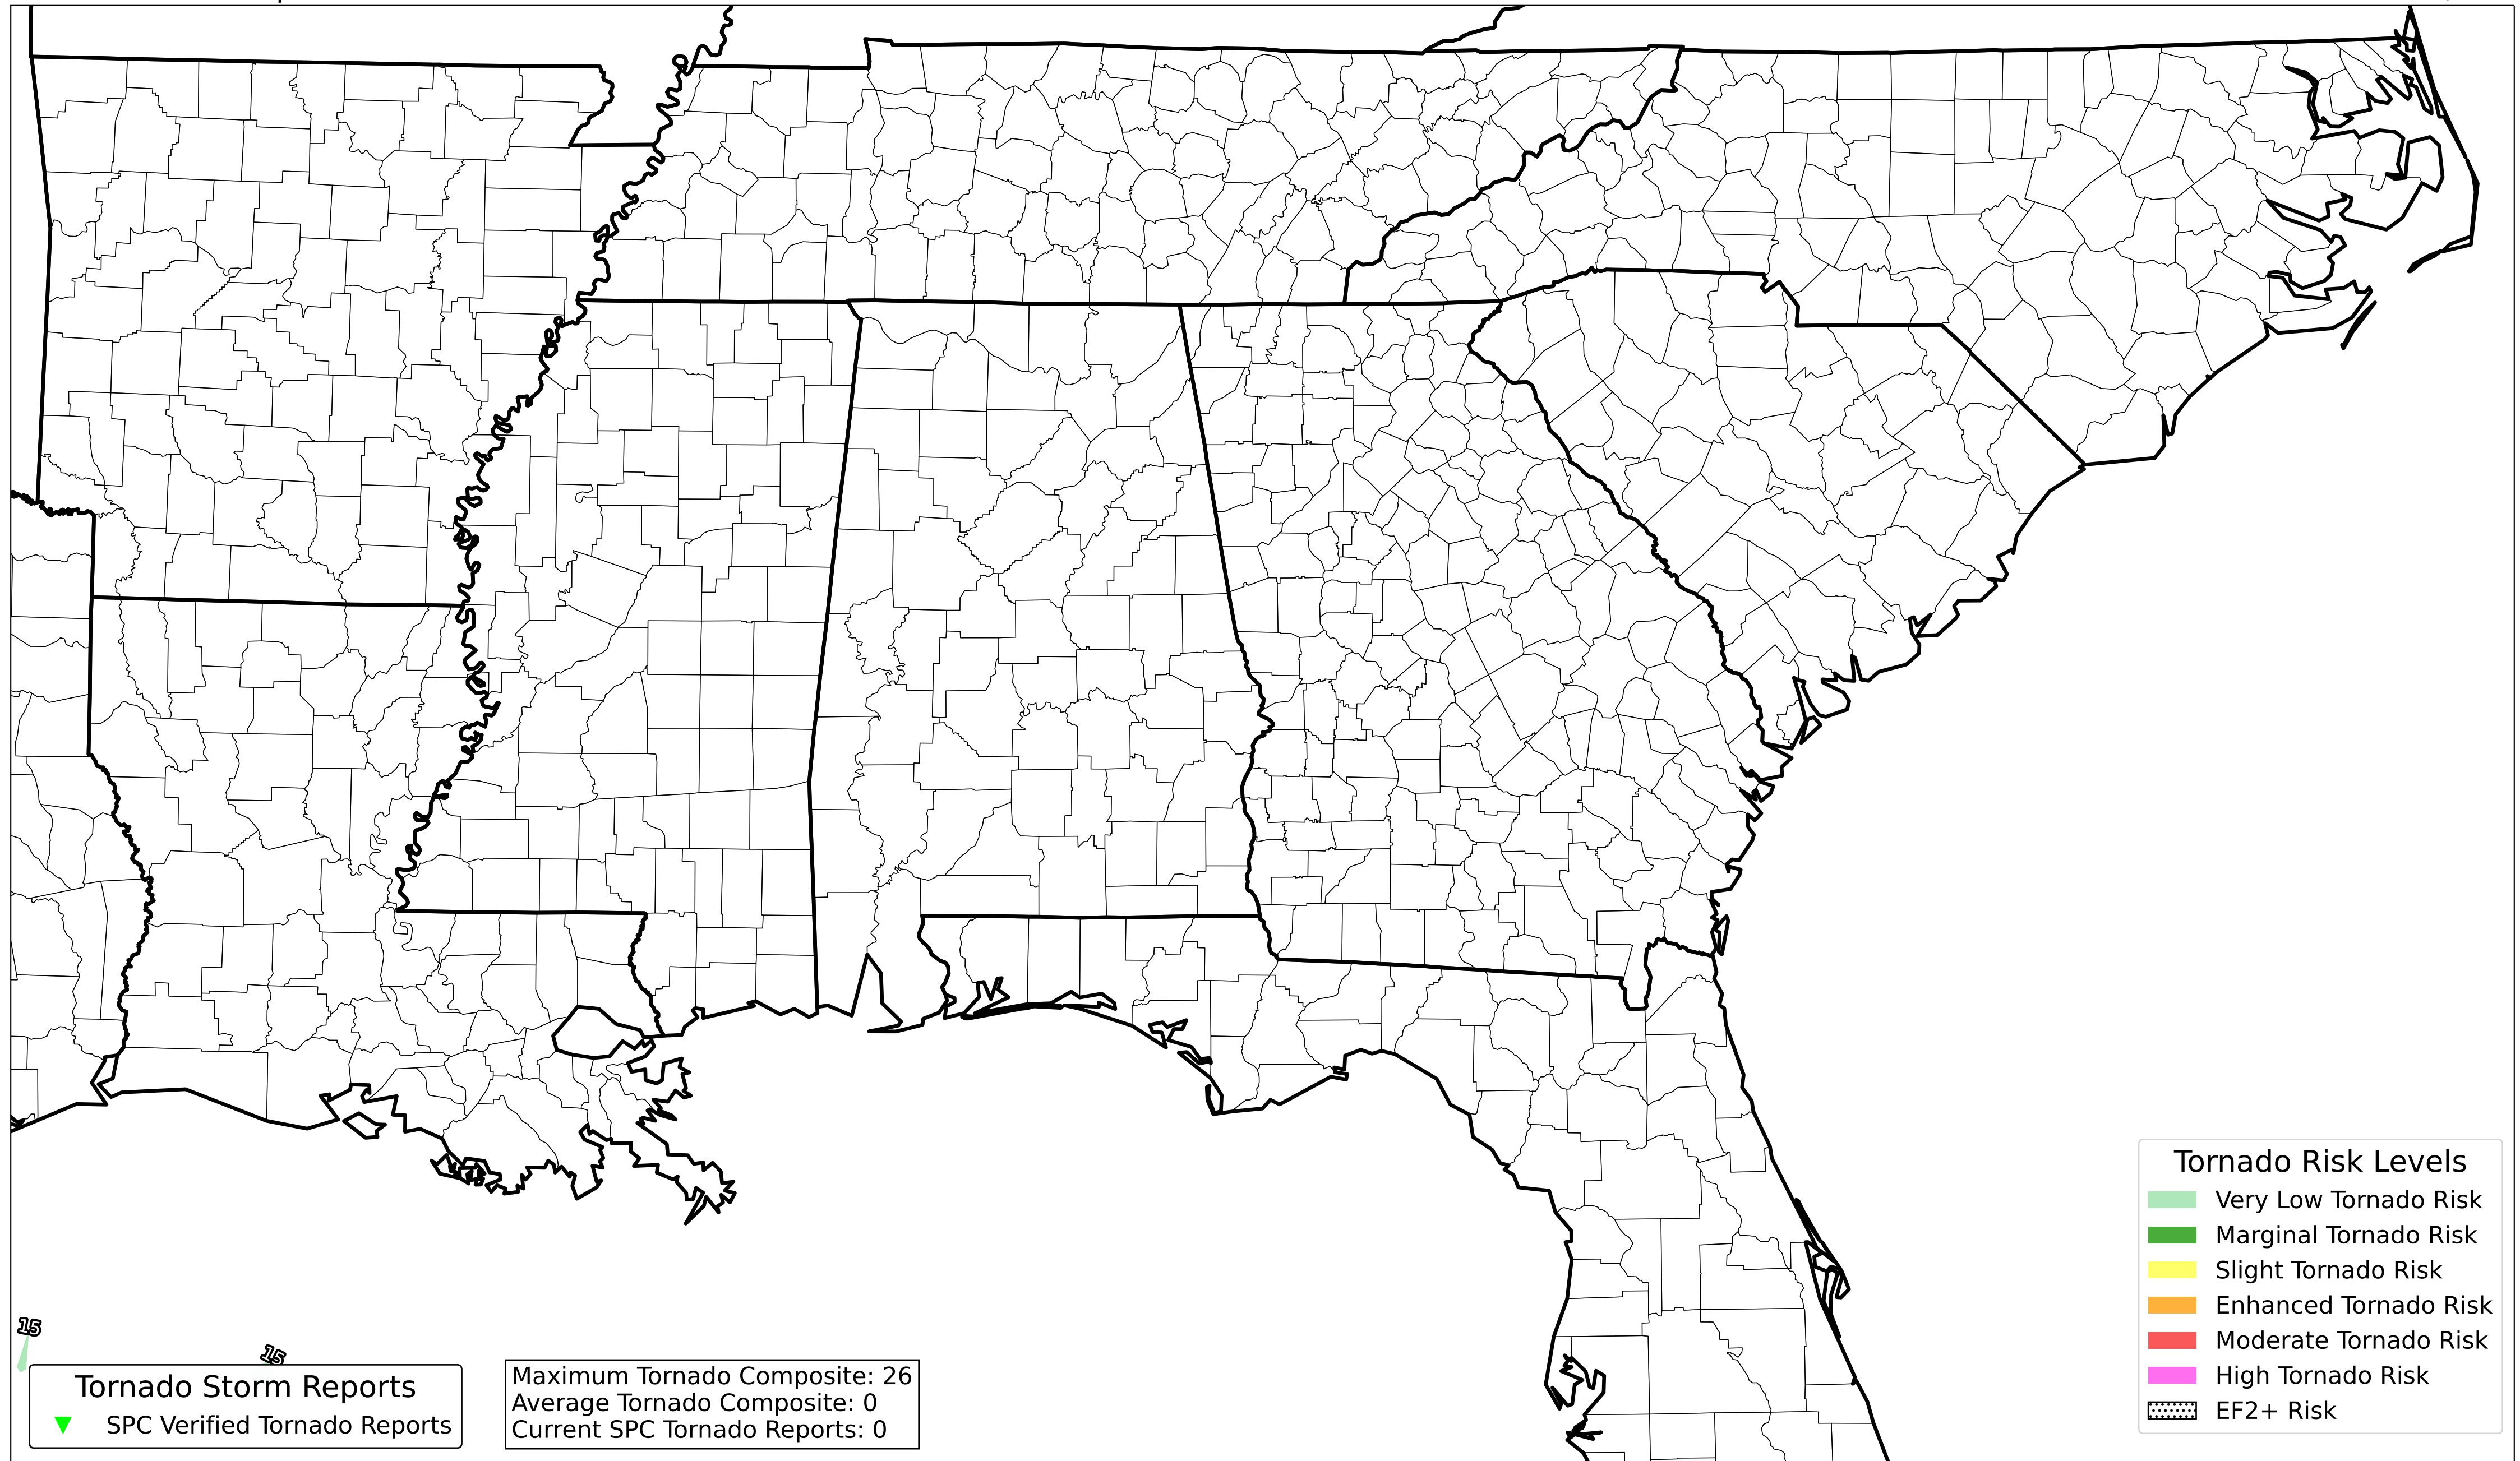 Tornado Risk Levels
Very Low Tornado Risk
Marginal Tornado Risk
Slight Tornado Risk
Enhanced Tornado Risk
Moderate Tornado Risk
High Tornado Risk
EF2+ Risk
15
15
Tornado Storm Reports
SPC Verified Tornado Reports
Maximum Tornado Composite: 26
Average Tornado Composite: 0
Current SPC Tornado Reports: 0